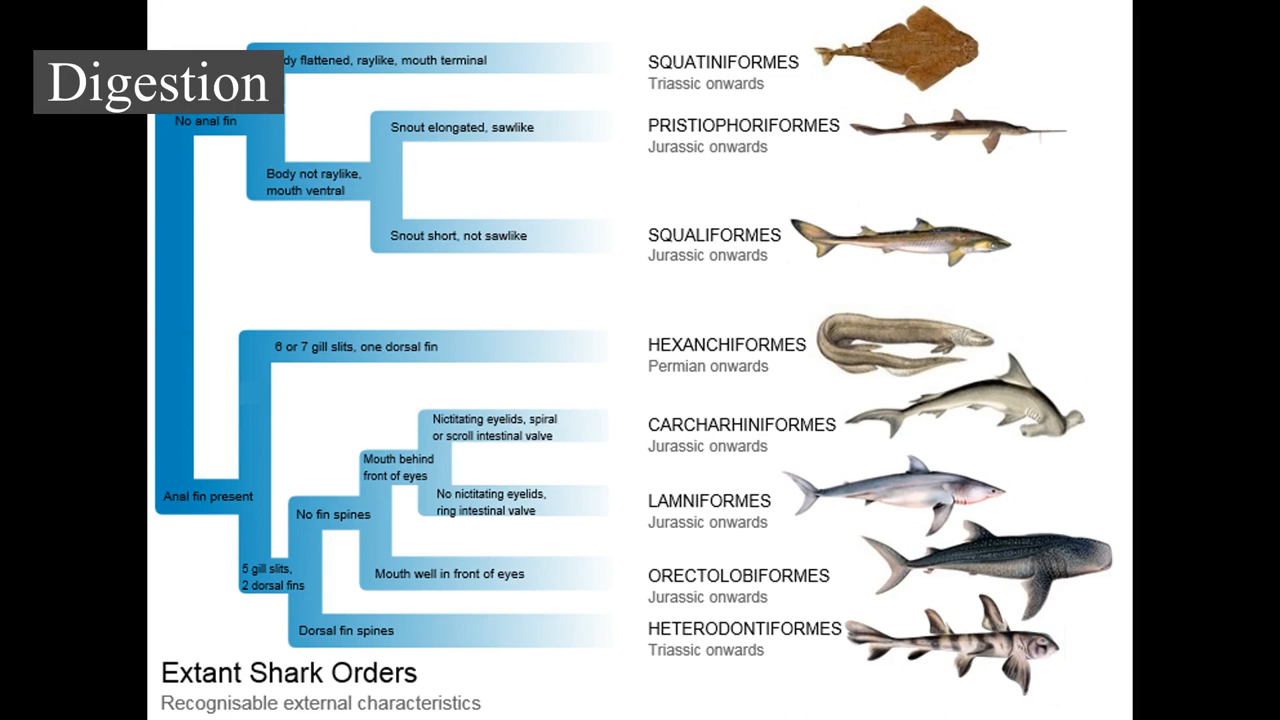 Digestion
dy flattened, raylike, mouth terminal
SQUATINIFORMES
Triassic onwards
No anal fin
Snout elongated, sawlike
PRISTIOPHORIFORMES
Jurassic onwards
Body not raylike,
mouth ventral
Snout short, not sawlike
SQUALIFORMES
Jurassic onwards
6 or 7 gill slits, one dorsal fin
HEXANCHIFORMES
Permian onwards
Nictitating eyelids, spiral
or scroll intestinal valve
CARCHARHINIFORMES
Jurassic onwards
Mouth behind
front of eyes
Anal fin present
No nictitating eyelids,
ring intestinal valve
LAMNIFORMES
Jurassic onwards
No fin spines
5 gill slits,
2 dorsal fins
Mouth well in front of eyes
ORECTOLOBIFORMES
Jurassic onwards
Dorsal fin spines
HETERODONTIFORMES
Triassic onwards
Extant Shark Orders
Recognisable external characteristics